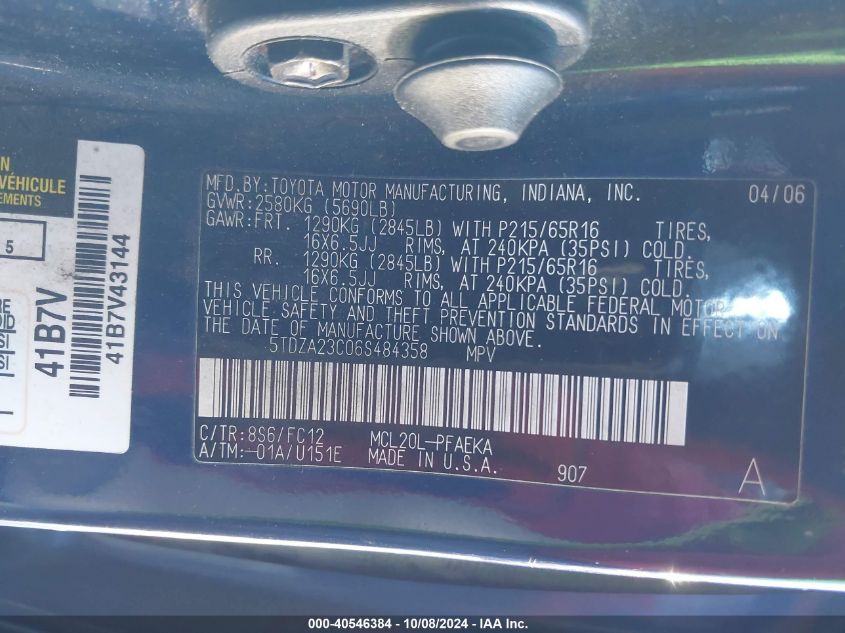 N
VÉHICULE
EMENTS
5
41B7V
41B7V43144
MFD.BY:TOYOTA MOTOR MANUFACTURING, INDIANA, INC. 04/06
GVWR:2580KG (5690LB)
GAWR:FRT. 1290KG (2845LB) WITH P215/65R16 TIRES,
16X6.5JJ RIMS, AT 240KPA (35PSI) COLD.
RR. 1290KG (2845LB) WITH P215/65R16 TIRES,
16X6.5JJ RIMS, AT 240KPA (35PSI) COLD.
THIS VEHICLE CONFORMS TO ALL APPLICABLE FEDERAL MOTOR
VEHICLE SAFETY AND THEFT PREVENTION STANDARDS IN EFFECT ON
THE DATE OF MANUFACTURE SHOWN ABOVE.
5TDZA23C06S484358 MPV
C/TR:8S6/FC12 MCL20L-PFAEKA
A/TM:-01A/U151E MADE IN U.S.A. 907
A
000-40546384 - 10/08/2024 - IAA Inc.